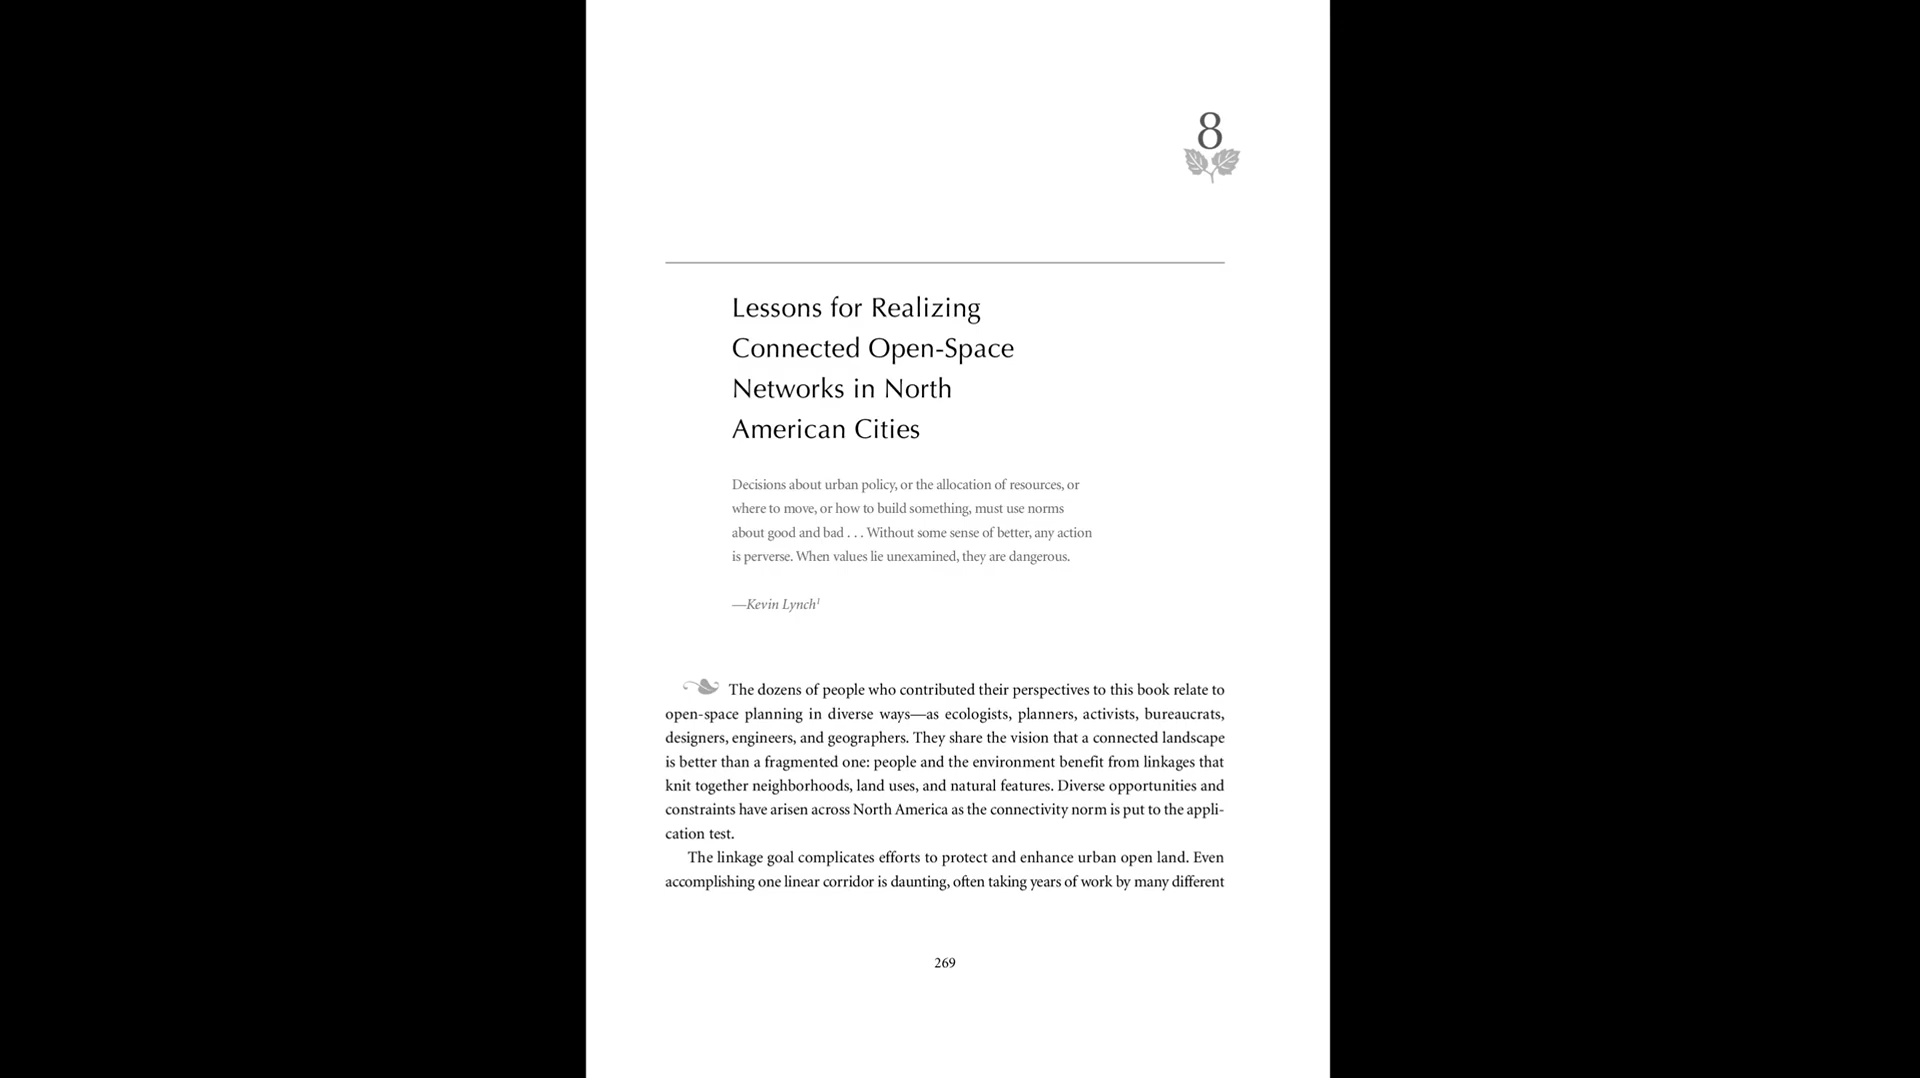 8
Lessons for Realizing
Connected Open-Space
Networks in North
American Cities
Decisions about urban policy, or the allocation of resources, or
where to move, or how to build something, must use norms
about good and bad . . . Without some sense of better, any action
is perverse. When values lie unexamined, they are dangerous.
—Kevin Lynch¹
The dozens of people who contributed their perspectives to this book relate to
open-space planning in diverse ways—as ecologists, planners, activists, bureaucrats,
designers, engineers, and geographers. They share the vision that a connected landscape
is better than a fragmented one: people and the environment benefit from linkages that
knit together neighborhoods, land uses, and natural features. Diverse opportunities and
constraints have arisen across North America as the connectivity norm is put to the appli-
cation test.
The linkage goal complicates efforts to protect and enhance urban open land. Even
accomplishing one linear corridor is daunting, often taking years of work by many different
269